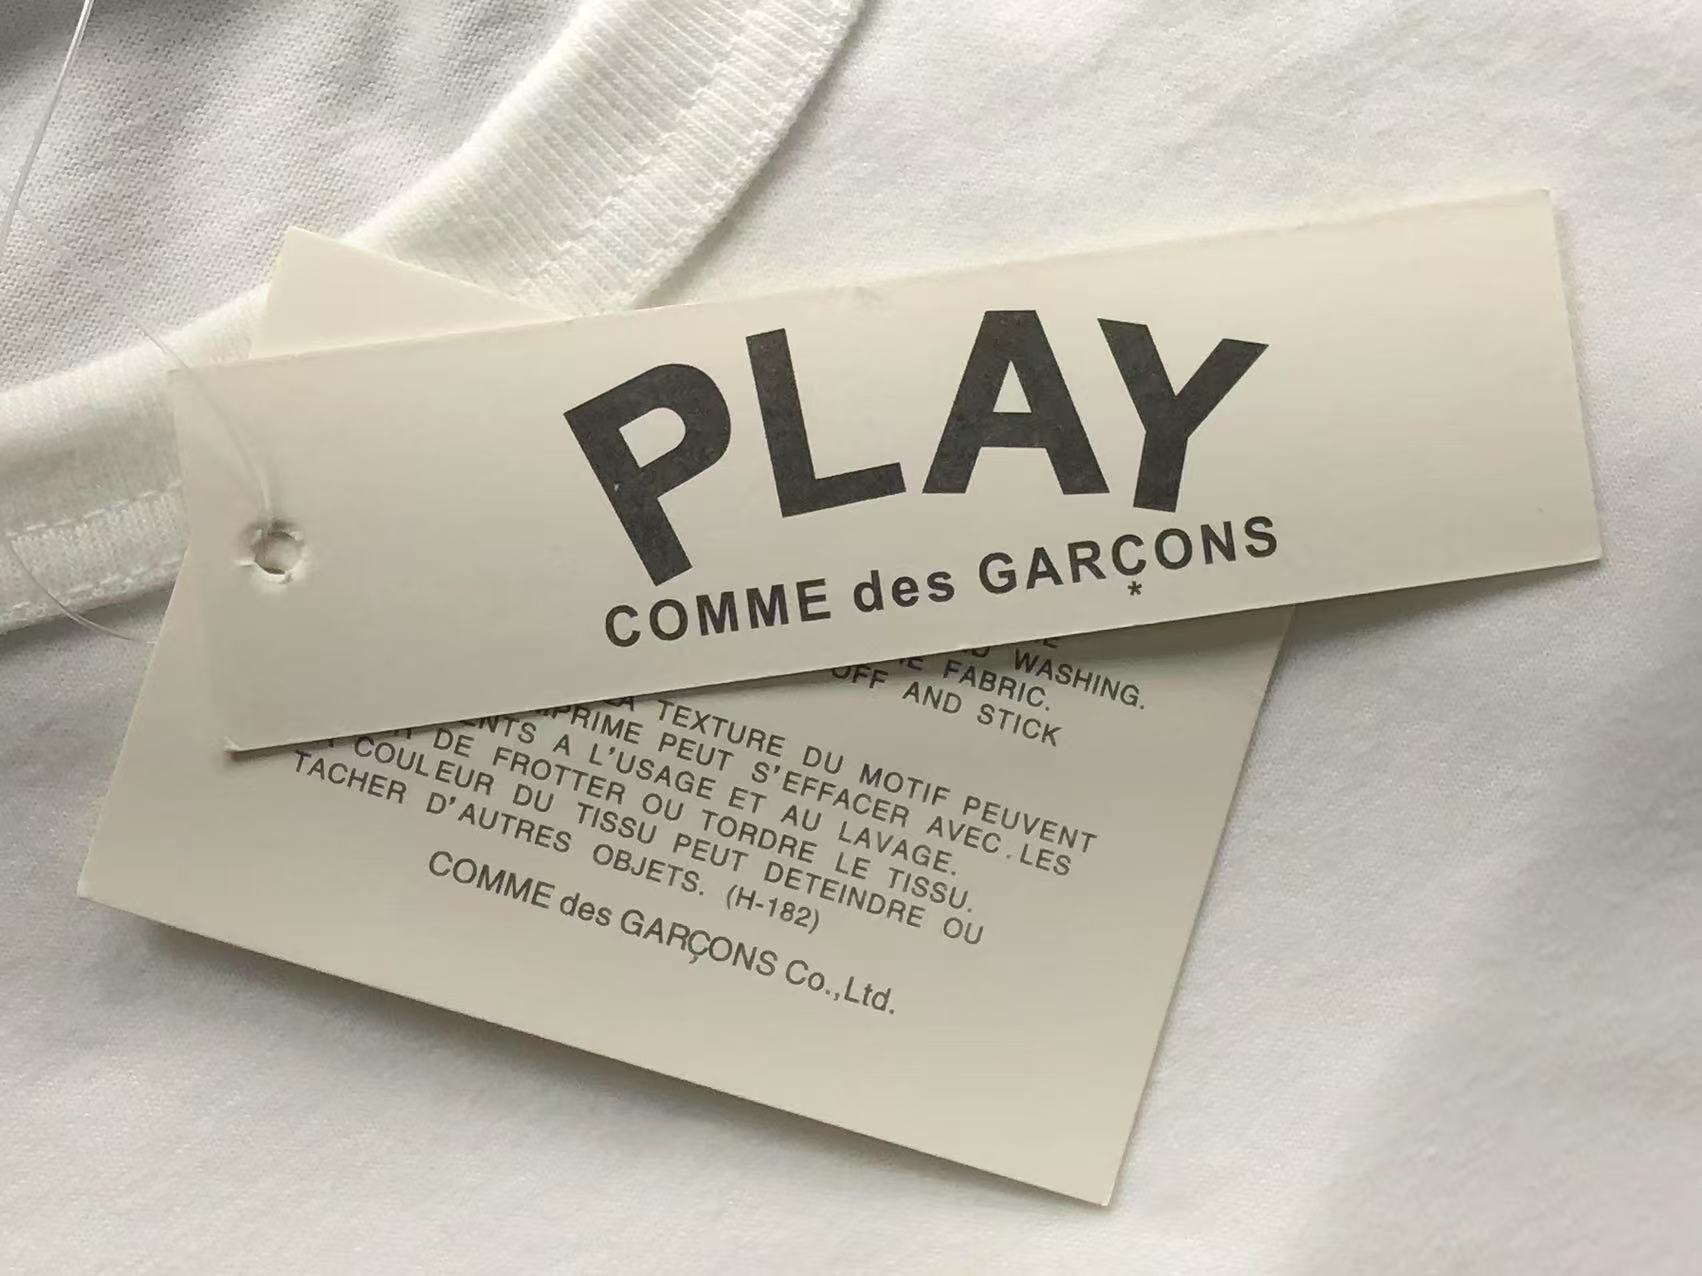 PLAY
COMME des GARÇONS
*
WASHING.
FABRIC.
OFF AND STICK
TEXTURE DU MOTIF PEUVENT
PEUT S'EFFACER AVEC.LES
A L'USAGE ET AU LAVAGE.
DE FROTTER OU TORDRE LE TISSU.
COULEUR DU TISSU PEUT DETEINDRE OU
TACHER D'AUTRES OBJETS. (H-182)
COMME des GARÇONS Co.,Ltd.